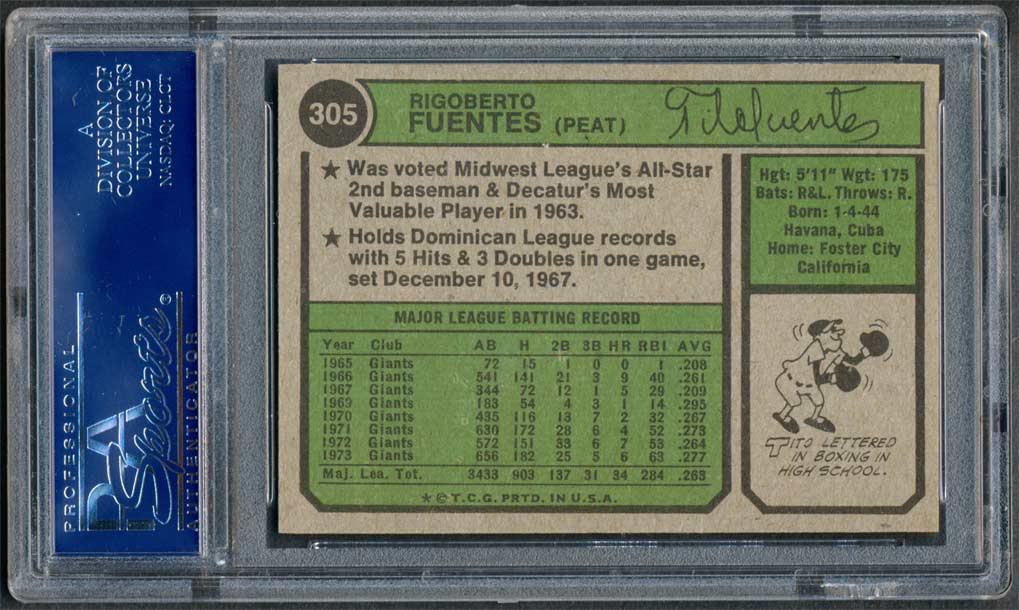 A
DIVISION OF
COLLECTORS
UNIVERSE
NASDAQ: CLCT
PROFESSIONAL
PSA
Sports ®
AUTHENTICATOR
305
RIGOBERTO
FUENTES (PEAT)
Tito Fuentes
★ Was voted Midwest League's All-Star
2nd baseman & Decatur's Most
Valuable Player in 1963.
★ Holds Dominican League records
with 5 Hits & 3 Doubles in one game,
set December 10, 1967.
Hgt: 5'11" Wgt: 175
Bats: R&L. Throws: R.
Born: 1-4-44
Havana, Cuba
Home: Foster City
California
MAJOR LEAGUE BATTING RECORD
Year Club AB H 2B 3B HR RBI AVG
1965 Giants 72 15 1 0 0 1 .208
1966 Giants 541 141 21 3 9 40 .261
1967 Giants 344 72 12 1 5 29 .209
1969 Giants 183 54 4 3 1 14 .295
1970 Giants 435 116 13 7 2 32 .267
1971 Giants 630 172 28 6 4 52 .273
1972 Giants 572 151 33 6 7 53 .264
1973 Giants 656 182 25 5 6 63 .277
Maj. Lea. Tot. 3433 903 137 31 34 284 .263
★ © T.C.G. PRTD. IN U.S.A.
TITO LETTERED
IN BOXING IN
HIGH SCHOOL.